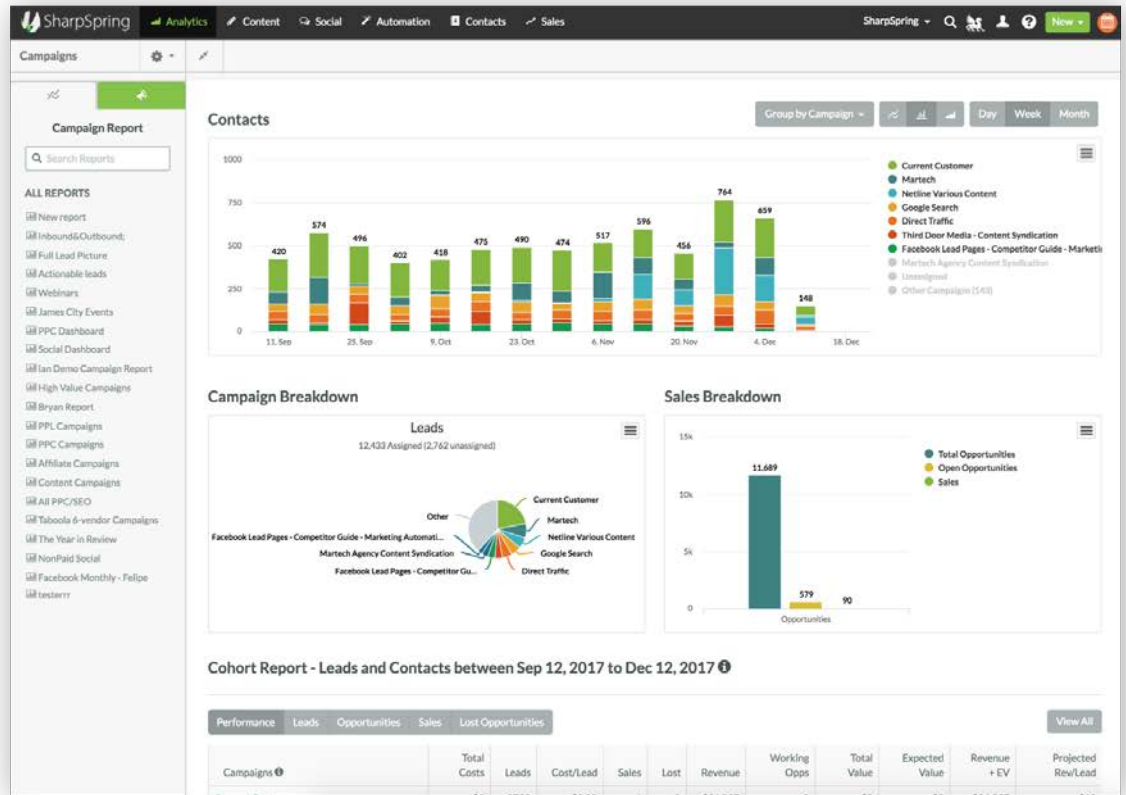 SharpSpring Analytics Content Social Automation Contacts Sales SharpSpring New
Campaigns
Campaign Report
Search Reports
ALL REPORTS
New report
Inbound&Outbound;
Full Lead Picture
Actionable leads
Webinars
James City Events
PPC Dashboard
Social Dashboard
Ian Demo Campaign Report
High Value Campaigns
Bryan Report
PPL Campaigns
PPC Campaigns
Affiliate Campaigns
Content Campaigns
All PPC/SEO
Taboola 6-vendor Campaigns
The Year in Review
NonPaid Social
Facebook Monthly - Felipe
testerrr
Contacts
Group by Campaign Day Week Month
1000
750
500
250
0
420 574 496 402 418 475 490 474 517 596 456 764 659 148
11. Sep 25. Sep 9. Oct 23. Oct 6. Nov 20. Nov 4. Dec 18. Dec
Current Customer
Martech
Netline Various Content
Google Search
Direct Traffic
Third Door Media - Content Syndication
Facebook Lead Pages - Competitor Guide - Marketi
Martech Agency Content Syndication
Unassigned
Other Campaigns (143)
Campaign Breakdown
Leads
12,433 Assigned (2,762 unassigned)
Current Customer
Other
Martech
Facebook Lead Pages - Competitor Guide - Marketing Automati...
Netline Various Content
Martech Agency Content Syndication
Google Search
Facebook Lead Pages - Competitor Gu...
Direct Traffic
Sales Breakdown
15k
10k
5k
0
11,689
579
90
Opportunities
Total Opportunities
Open Opportunities
Sales
Cohort Report - Leads and Contacts between Sep 12, 2017 to Dec 12, 2017
Performance Leads Opportunities Sales Lost Opportunities View All
Campaigns Total Costs Leads Cost/Lead Sales Lost Revenue Working Opps Total Value Expected Value Revenue + EV Projected Rev/Lead